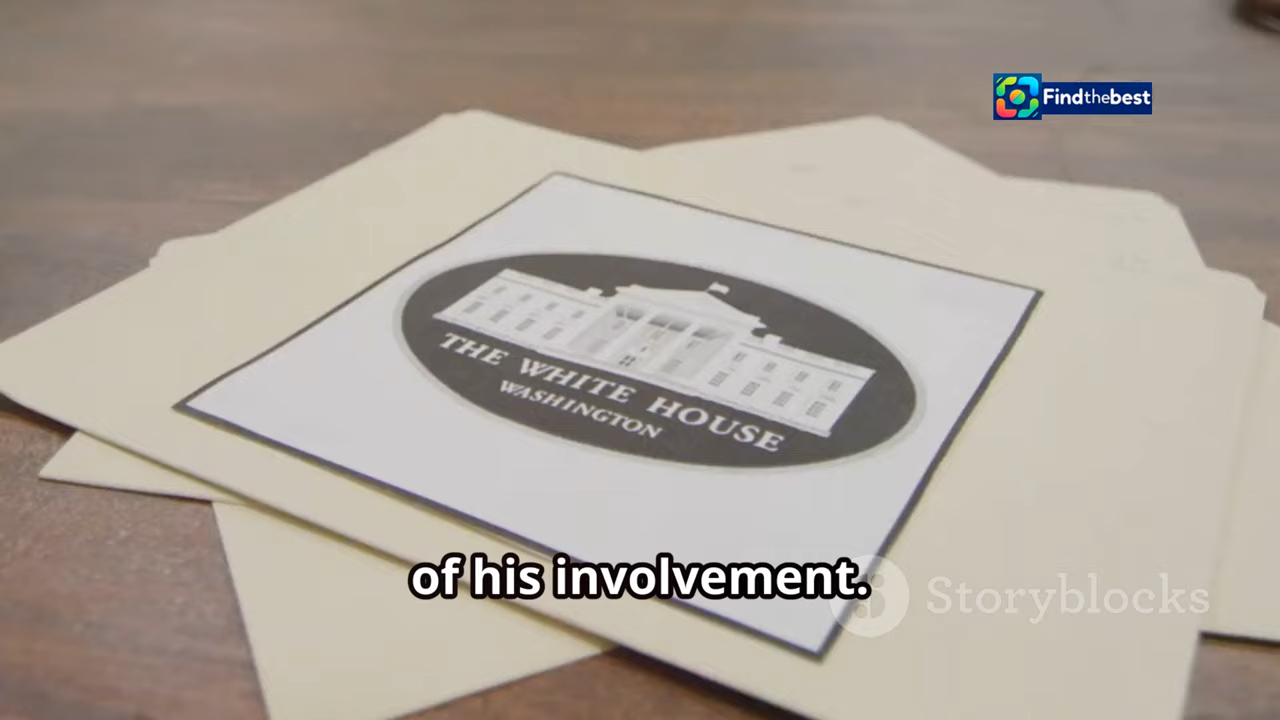 Findthebest
THE WHITE HOUSE
WASHINGTON
of his involvement.
Storyblocks